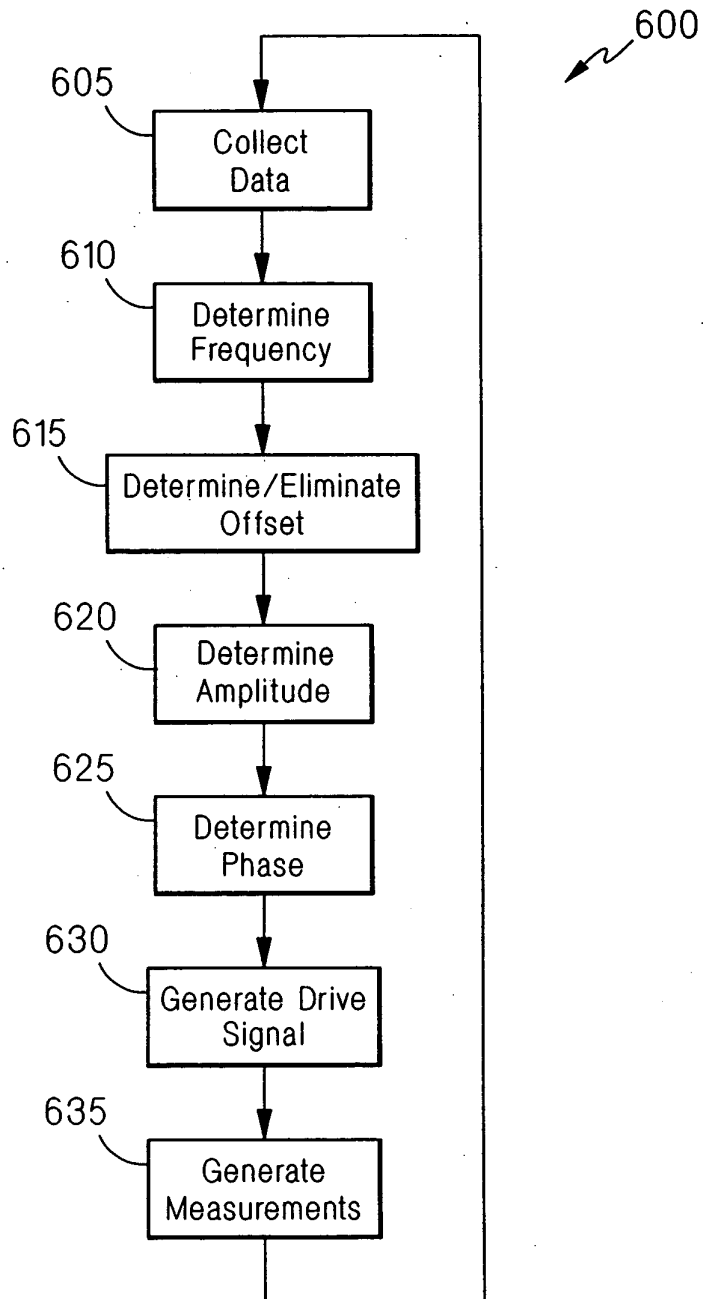 600
605
Collect
Data
610
Determine
Frequency
615
Determine/Eliminate
Offset
620
Determine
Amplitude
625
Determine
Phase
630
Generate Drive
Signal
635
Generate
Measurements